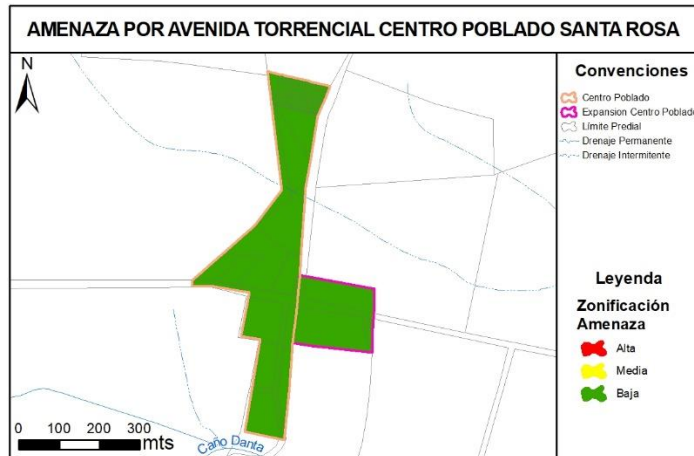 AMENAZA POR AVENIDA TORRENCIAL CENTRO POBLADO SANTA ROSA
N
Convenciones
Centro Poblado
Expansion Centro Poblado
Límite Predial
Drenaje Permanente
Drenaje Intermitente
Leyenda
Zonificación
Amenaza
Alta
Media
Baja
0 100 200 300
mts
Caño Danta